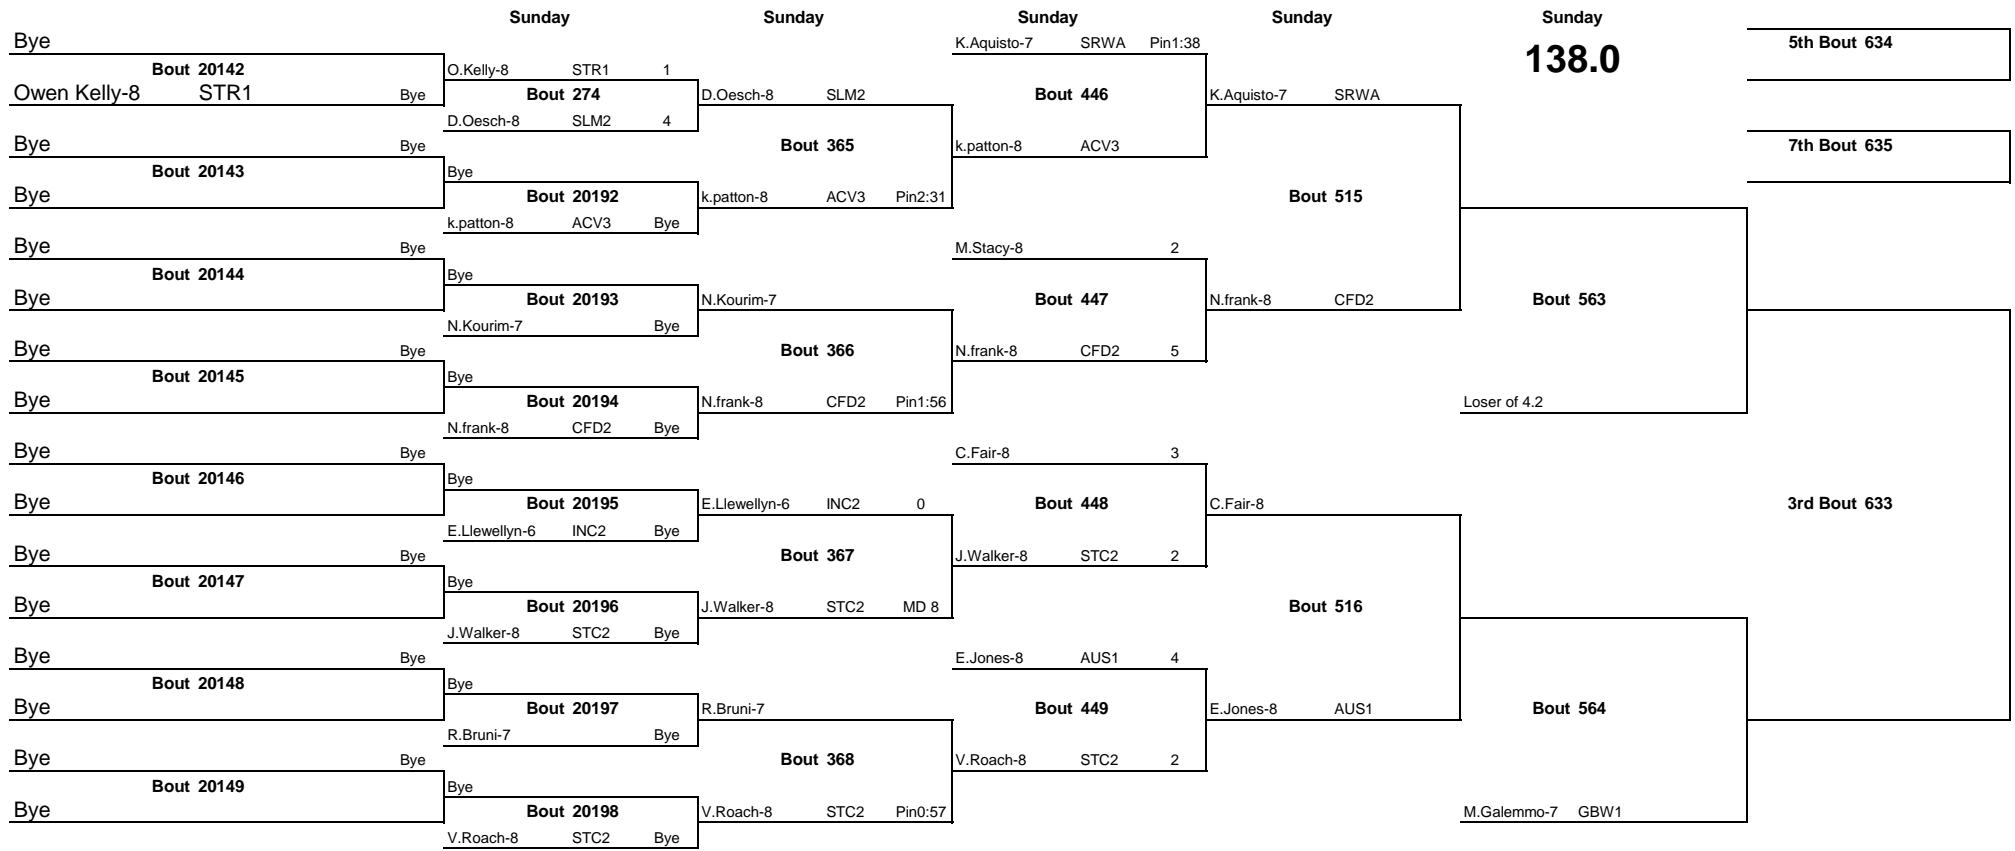 Sunday Sunday Sunday Sunday Sunday
Bye K.Aquisto-7 SRWA Pin1:38 138.0 5th Bout 634
Bout 20142 O.Kelly-8 STR1 1
Owen Kelly-8 STR1 Bye Bout 274 D.Oesch-8 SLM2 Bout 446 K.Aquisto-7 SRWA
D.Oesch-8 SLM2 4
Bye Bye Bout 365 k.patton-8 ACV3 7th Bout 635
Bout 20143 Bye
Bye Bout 20192 k.patton-8 ACV3 Pin2:31 Bout 515
k.patton-8 ACV3 Bye
Bye Bye M.Stacy-8 2
Bout 20144 Bye
Bye Bout 20193 N.Kourim-7 Bout 447 N.frank-8 CFD2 Bout 563
N.Kourim-7 Bye
Bye Bye Bout 366 N.frank-8 CFD2 5
Bout 20145 Bye
Bye Bout 20194 N.frank-8 CFD2 Pin1:56 Loser of 4.2
N.frank-8 CFD2 Bye
Bye Bye C.Fair-8 3
Bout 20146 Bye
Bye Bout 20195 E.Llewellyn-6 INC2 0 Bout 448 C.Fair-8 3rd Bout 633
E.Llewellyn-6 INC2 Bye
Bye Bye Bout 367 J.Walker-8 STC2 2
Bout 20147 Bye
Bye Bout 20196 J.Walker-8 STC2 MD 8 Bout 516
J.Walker-8 STC2 Bye
Bye Bye E.Jones-8 AUS1 4
Bout 20148 Bye
Bye Bout 20197 R.Bruni-7 Bout 449 E.Jones-8 AUS1 Bout 564
R.Bruni-7 Bye
Bye Bye Bout 368 V.Roach-8 STC2 2
Bout 20149 Bye
Bye Bout 20198 V.Roach-8 STC2 Pin0:57 M.Galemmo-7 GBW1
V.Roach-8 STC2 Bye